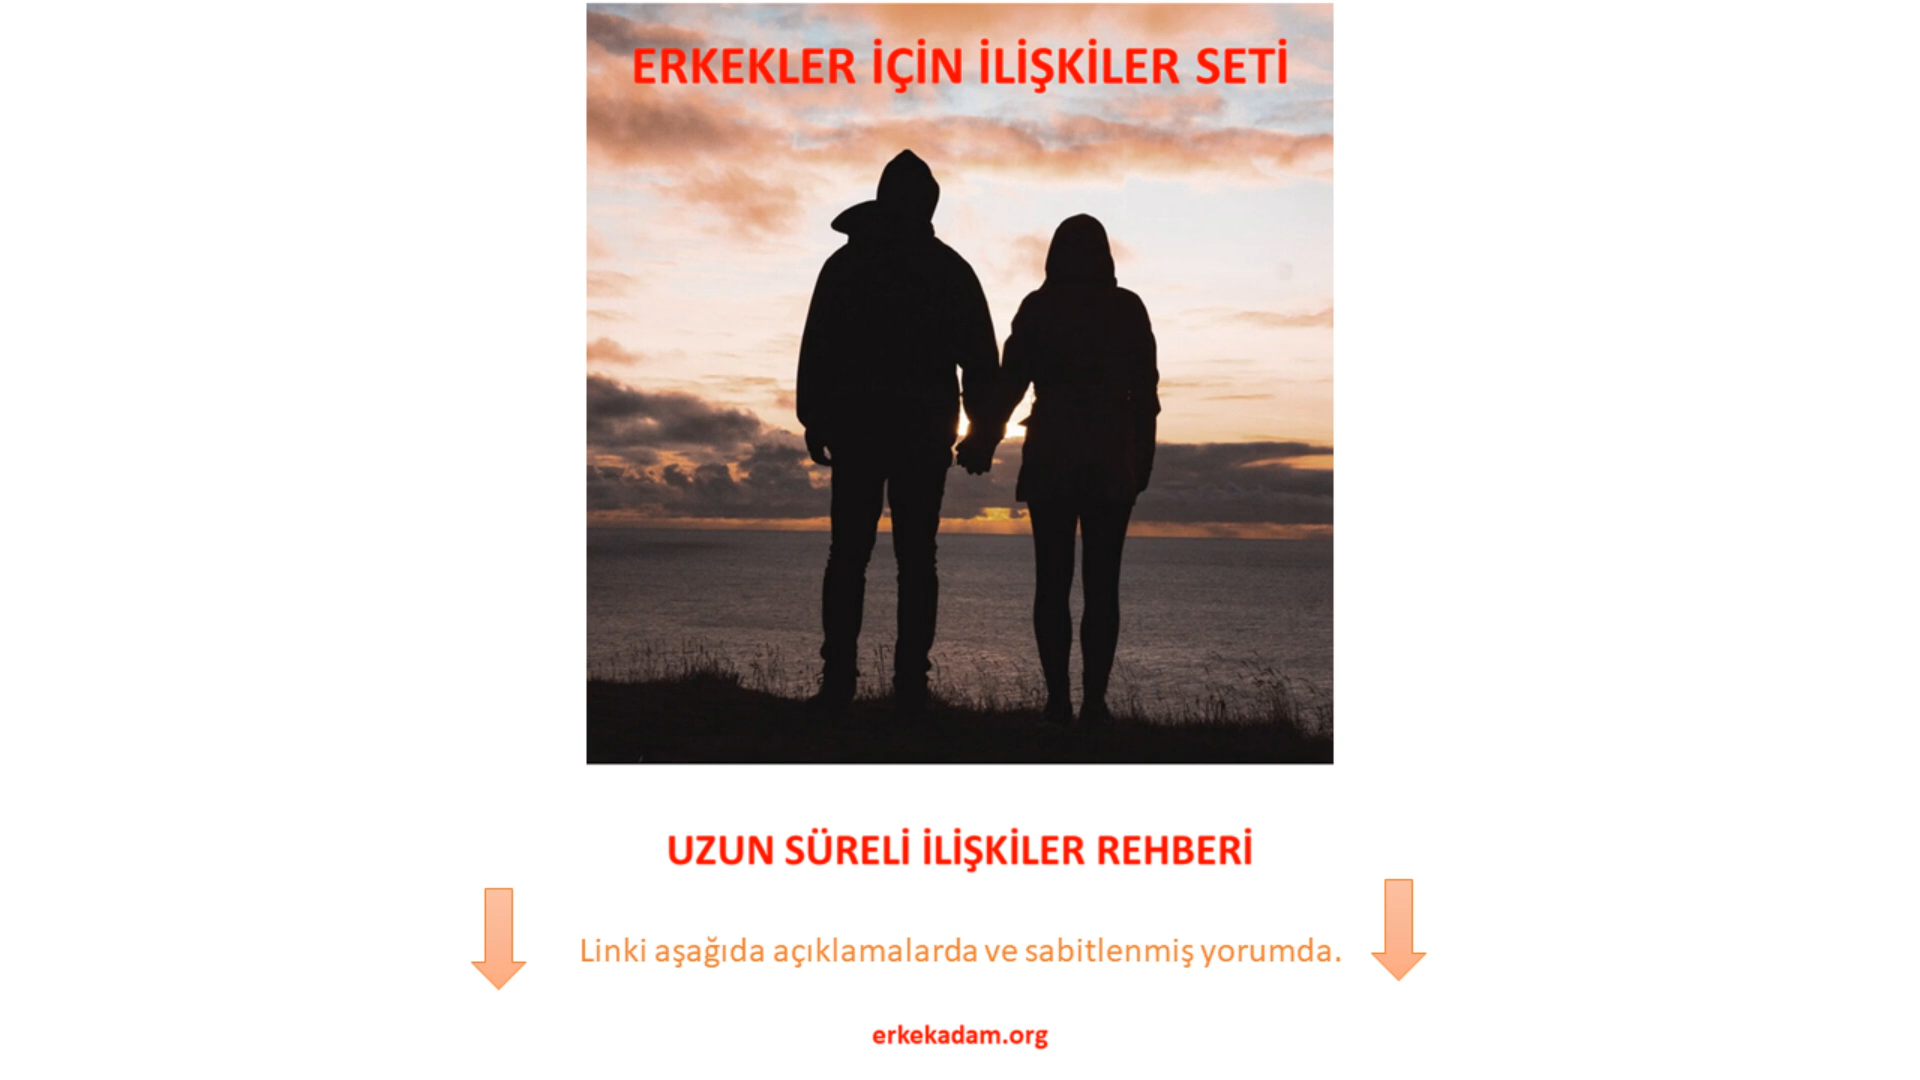 ERKEKLER İÇİN İLİŞKİLER SETİ
UZUN SÜRELİ İLİŞKİLER REHBERİ
Linki aşağıda açıklamalarda ve sabitlenmiş yorumda.
erkekadam.org